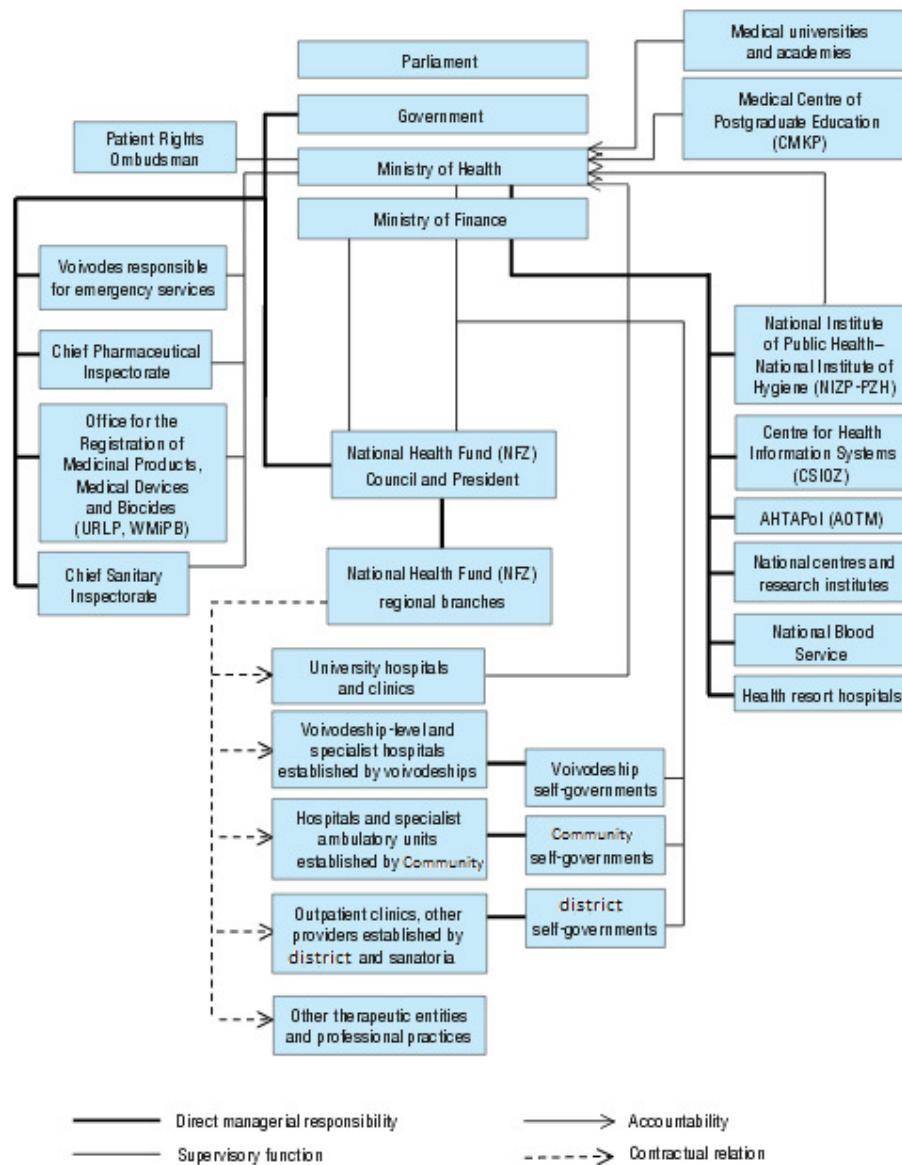 Parliament
Government
Ministry of Health
Ministry of Finance
Medical universities
and academies
Medical Centre of
Postgraduate Education
(CMKP)
Patient Rights
Ombudsman
Voivodes responsible
for emergency services
Chief Pharmaceutical
Inspectorate
Office for the
Registration of
Medicinal Products,
Medical Devices
and Biocides
(URLP, WMiPB)
Chief Sanitary
Inspectorate
National Health Fund (NFZ)
Council and President
National Health Fund (NFZ)
regional branches
National Institute
of Public Health–
National Institute of
Hygiene (NIZP-PZH)
Centre for Health
Information Systems
(CSIOZ)
AHTAPol (AOTM)
National centres and
research institutes
National Blood
Service
Health resort hospitals
University hospitals
and clinics
Voivodeship-level and
specialist hospitals
established by voivodeships
Voivodeship
self-governments
Hospitals and specialist
ambulatory units
established by Community
Community
self-governments
Outpatient clinics, other
providers established by
district and sanatoria
district
self-governments
Other therapeutic entities
and professional practices
Direct managerial responsibility
Accountability
Supervisory function
Contractual relation